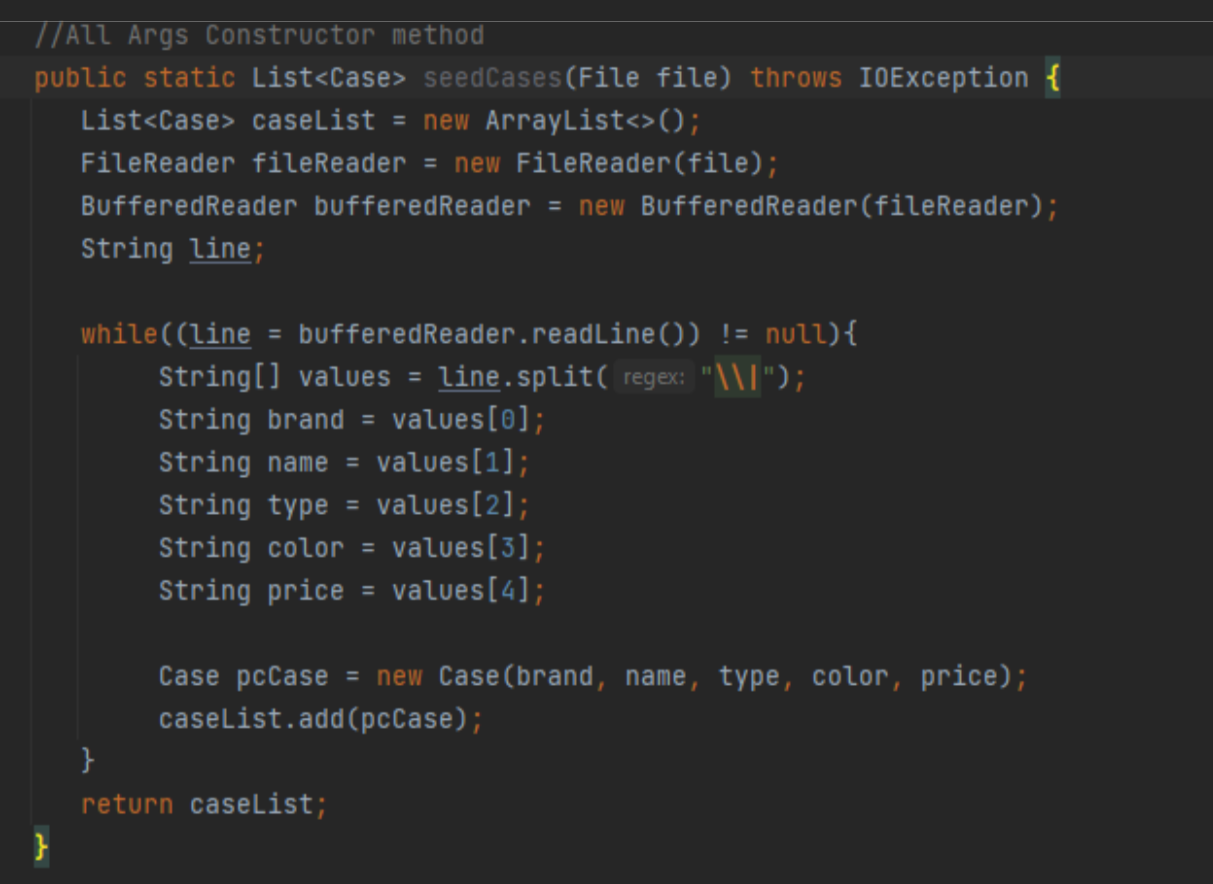 //All Args Constructor method
public static List<Case> seedCases(File file) throws IOException {
List<Case> caseList = new ArrayList<>();
FileReader fileReader = new FileReader(file);
BufferedReader bufferedReader = new BufferedReader(fileReader);
String line;
while((line = bufferedReader.readLine()) != null){
String[] values = line.split( regex: "\\|");
String brand = values[0];
String name = values[1];
String type = values[2];
String color = values[3];
String price = values[4];
Case pcCase = new Case(brand, name, type, color, price);
caseList.add(pcCase);
}
return caseList;
}